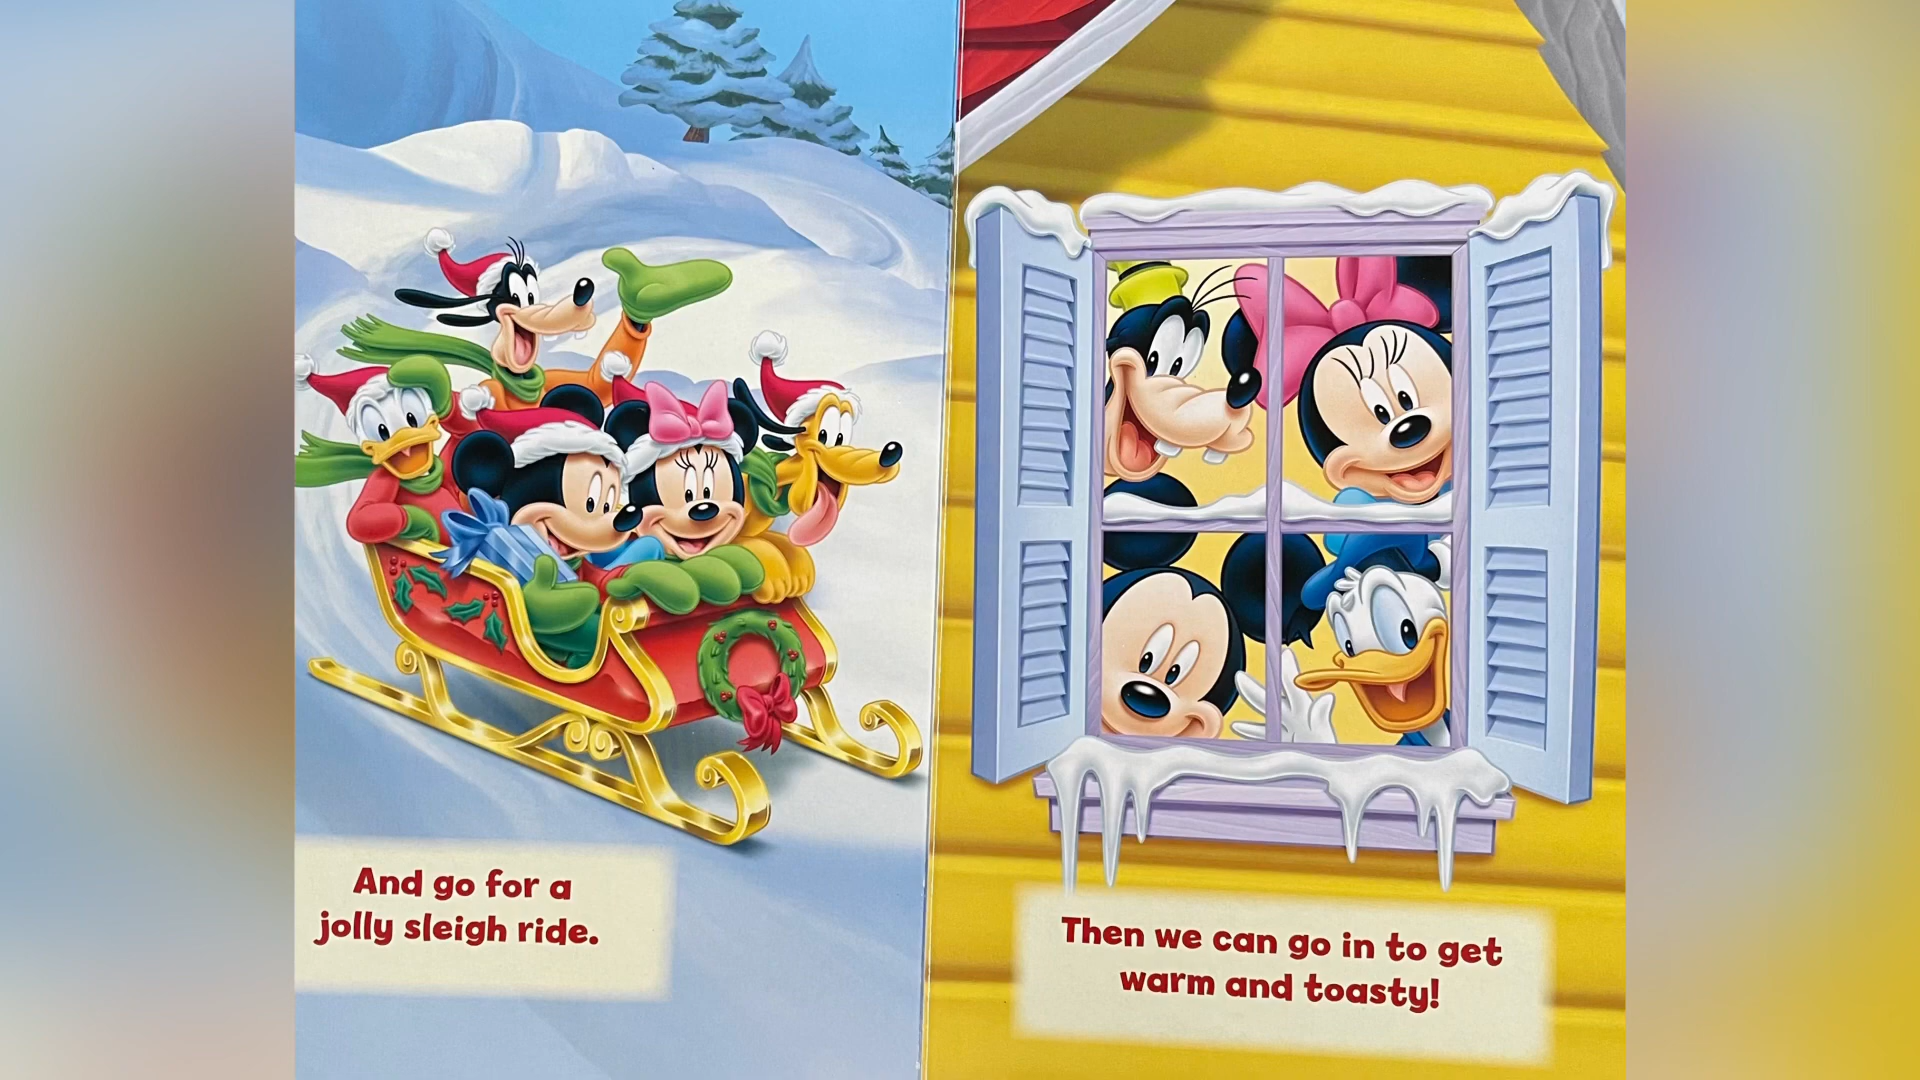 And go for a
jolly sleigh ride.
Then we can go in to get
warm and toasty!